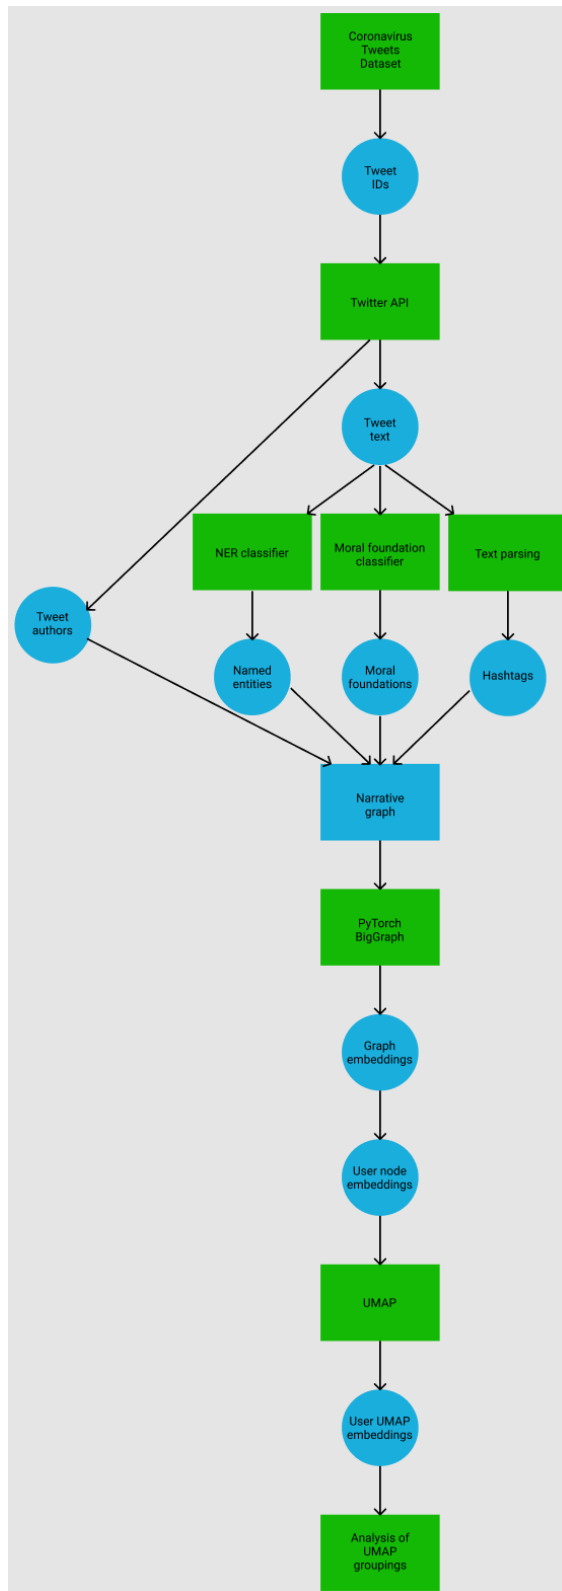 Coronavirus
Tweets
Dataset
Tweet
IDs
Twitter API
Tweet
text
NER classifier
Moral foundation
classifier
Text parsing
Tweet
authors
Named
entities
Moral
foundations
Hashtags
Narrative
graph
PyTorch
BigGraph
Graph
embeddings
User node
embeddings
UMAP
User UMAP
embeddings
Analysis of
UMAP
groupings